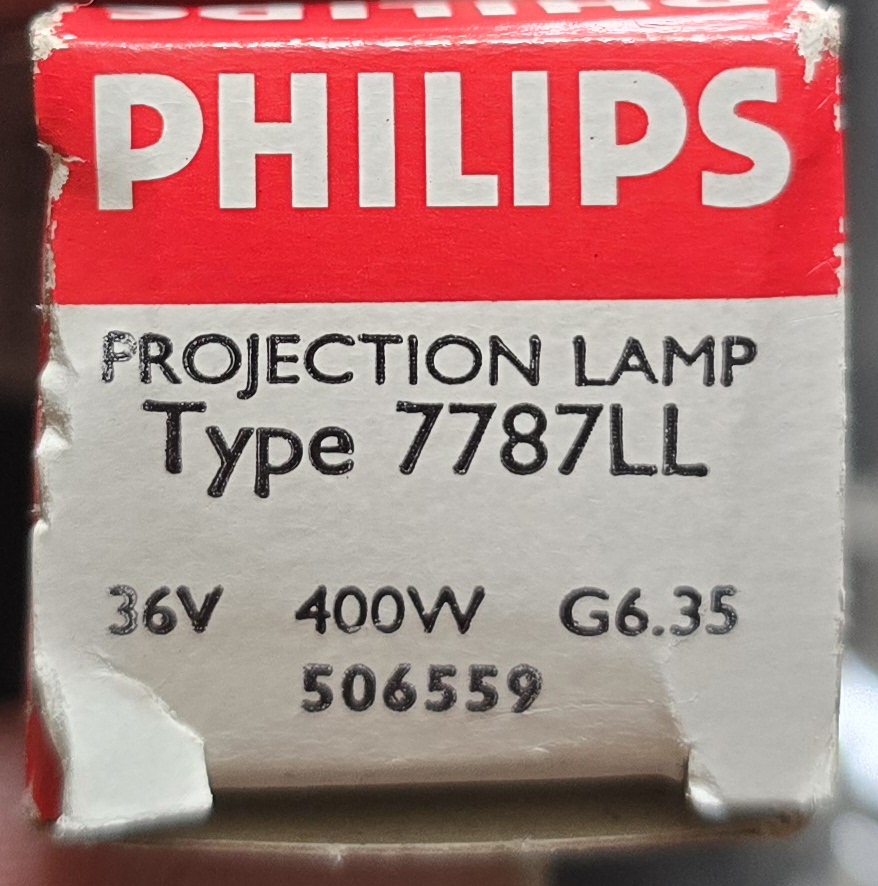 PHILIPS
PROJECTION LAMP
Type 7787LL
36V 400W G6.35
506559